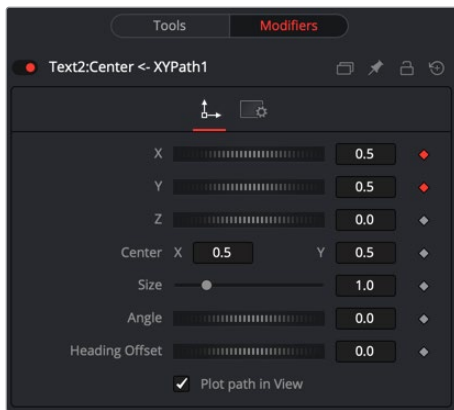 Tools Modifiers
Text2:Center <- XYPath1
X 0.5
Y 0.5
Z 0.0
Center X 0.5 Y 0.5
Size 1.0
Angle 0.0
Heading Offset 0.0
Plot path in View